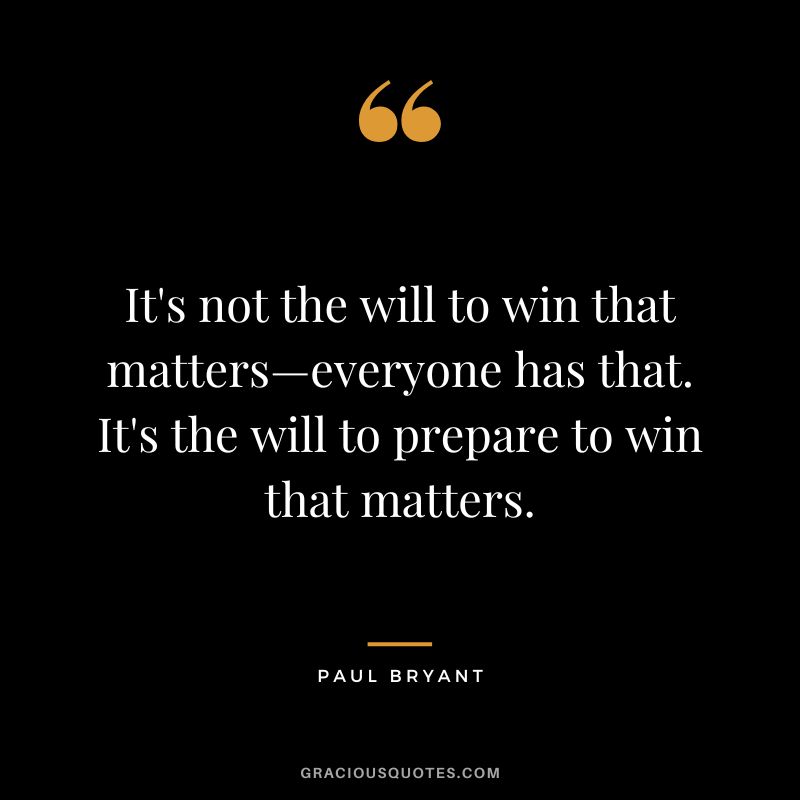 ❝
It's not the will to win that
matters—everyone has that.
It's the will to prepare to win
that matters.
PAUL BRYANT
GRACIOUSQUOTES.COM